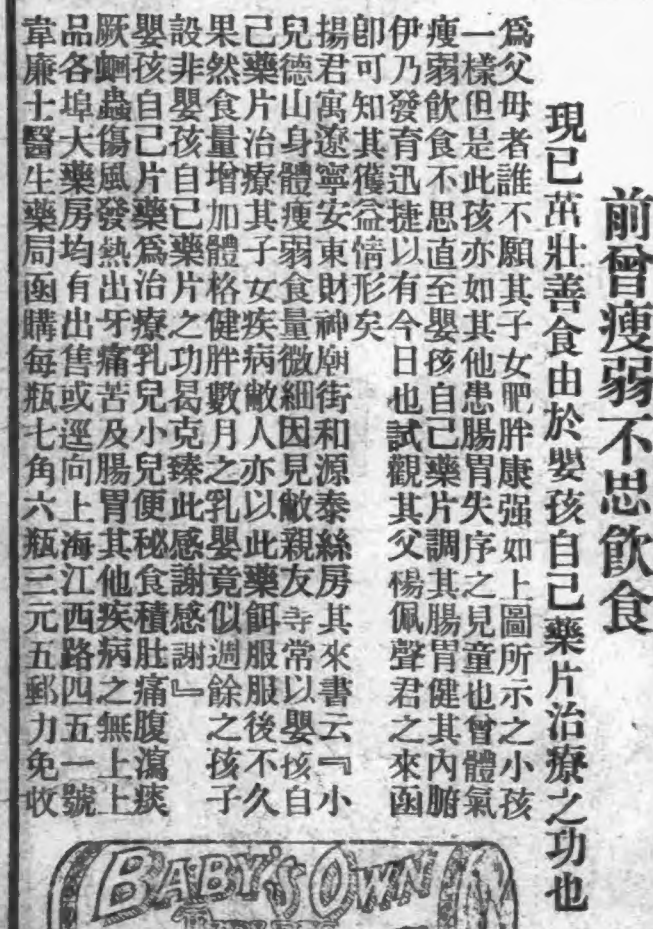 前曾瘦弱不思飲食
現已茁壯善食由於嬰孩自己藥片治療之功也
爲父毋者誰不願其子女肥胖康强如上圖所示之小孩
一樣但是此孩亦如其他患腸胃失序之兒童也曾體氣
瘦弱飲食不思直至嬰孩自己藥片調其腸胃健其內腑
伊乃發育迅捷以有今日也試觀其父楊佩聲君之來函
卽可知其獲益情形矣
揚君寓遼寧安東財神廟街和源泰絲房其來書云『小
兒德山身體瘦弱食量微細因見敝親友寺常以嬰孩自
己藥片治療其子女疾病敝人亦以此藥餌服服後不久
果然食量增加體格健胖數月之乳嬰竟似週餘之孩子
設非嬰孩自己藥片之功曷克臻此感謝感謝』
嬰孩自己片藥爲治療乳兒小兒便秘食積肚痛腹瀉痰
厥蛔蟲傷風發熱出牙痛苦及腸胃其他疾病之無上上
品各埠大藥房均有出售或逕向上海江西路四五一號
韋廉士醫生藥局函購每瓶七角六瓶三元五郵力免收
BABY'S OWN